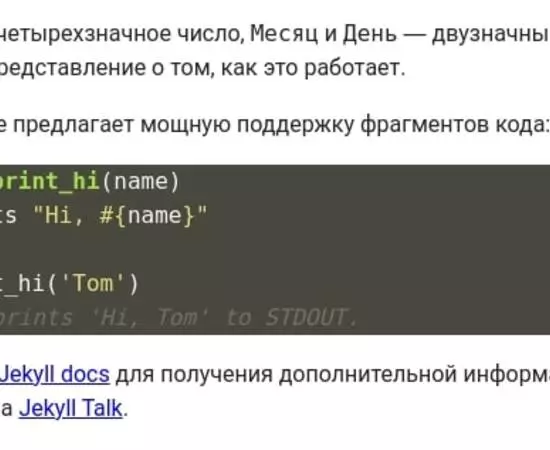 четырехзначное число, Месяц и День — двузначны
редставление о том, как это работает.
е предлагает мощную поддержку фрагментов кода:
print_hi(name)
ts "Hi, #{name}"
t_hi('Tom')
prints 'Hi, Tom' to STDOUT.
Jekyll docs для получения дополнительной информа
а Jekyll Talk.